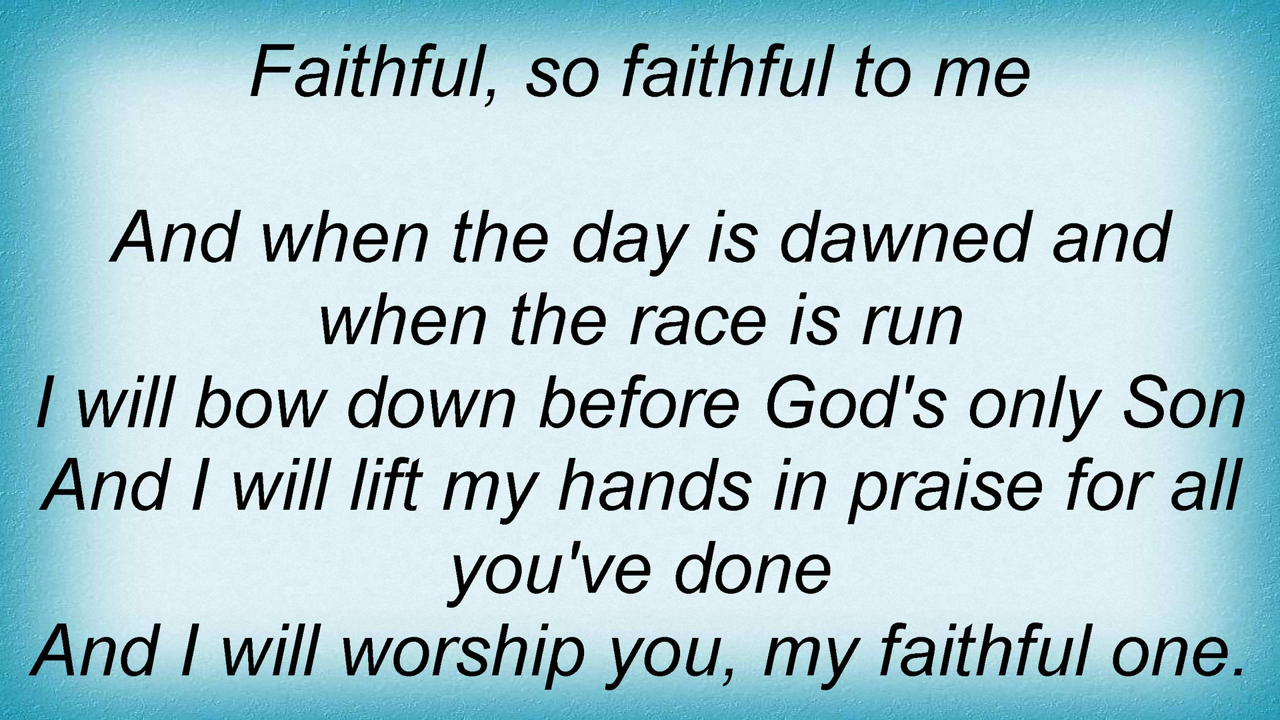 Faithful, so faithful to me
And when the day is dawned and
when the race is run
I will bow down before God's only Son
And I will lift my hands in praise for all
you've done
And I will worship you, my faithful one.